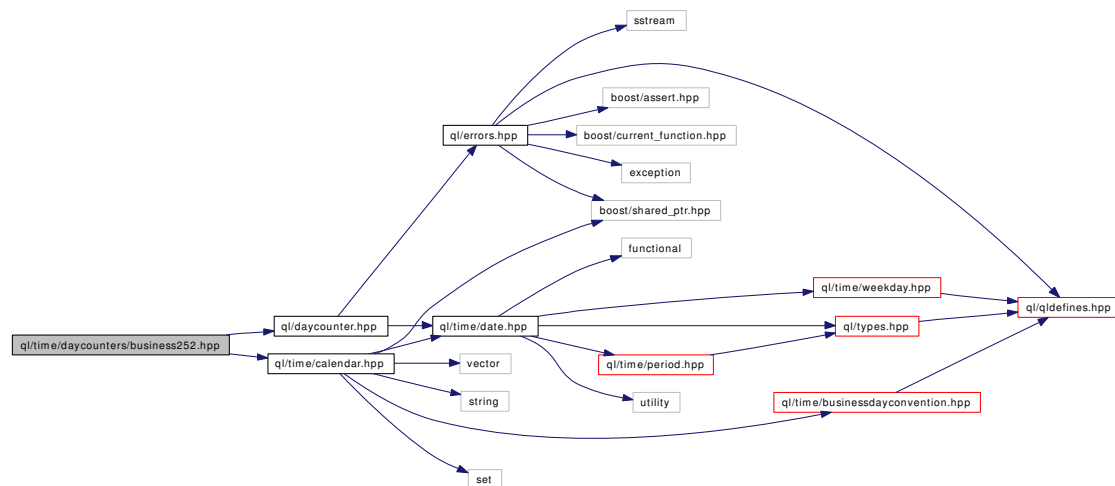 sstream
boost/assert.hpp
ql/errors.hpp
boost/current_function.hpp
exception
boost/shared_ptr.hpp
functional
ql/time/weekday.hpp
ql/qldefines.hpp
ql/daycounter.hpp
ql/time/date.hpp
ql/types.hpp
ql/time/daycounters/business252.hpp
ql/time/calendar.hpp
vector
ql/time/period.hpp
string
utility
ql/time/businessdayconvention.hpp
set